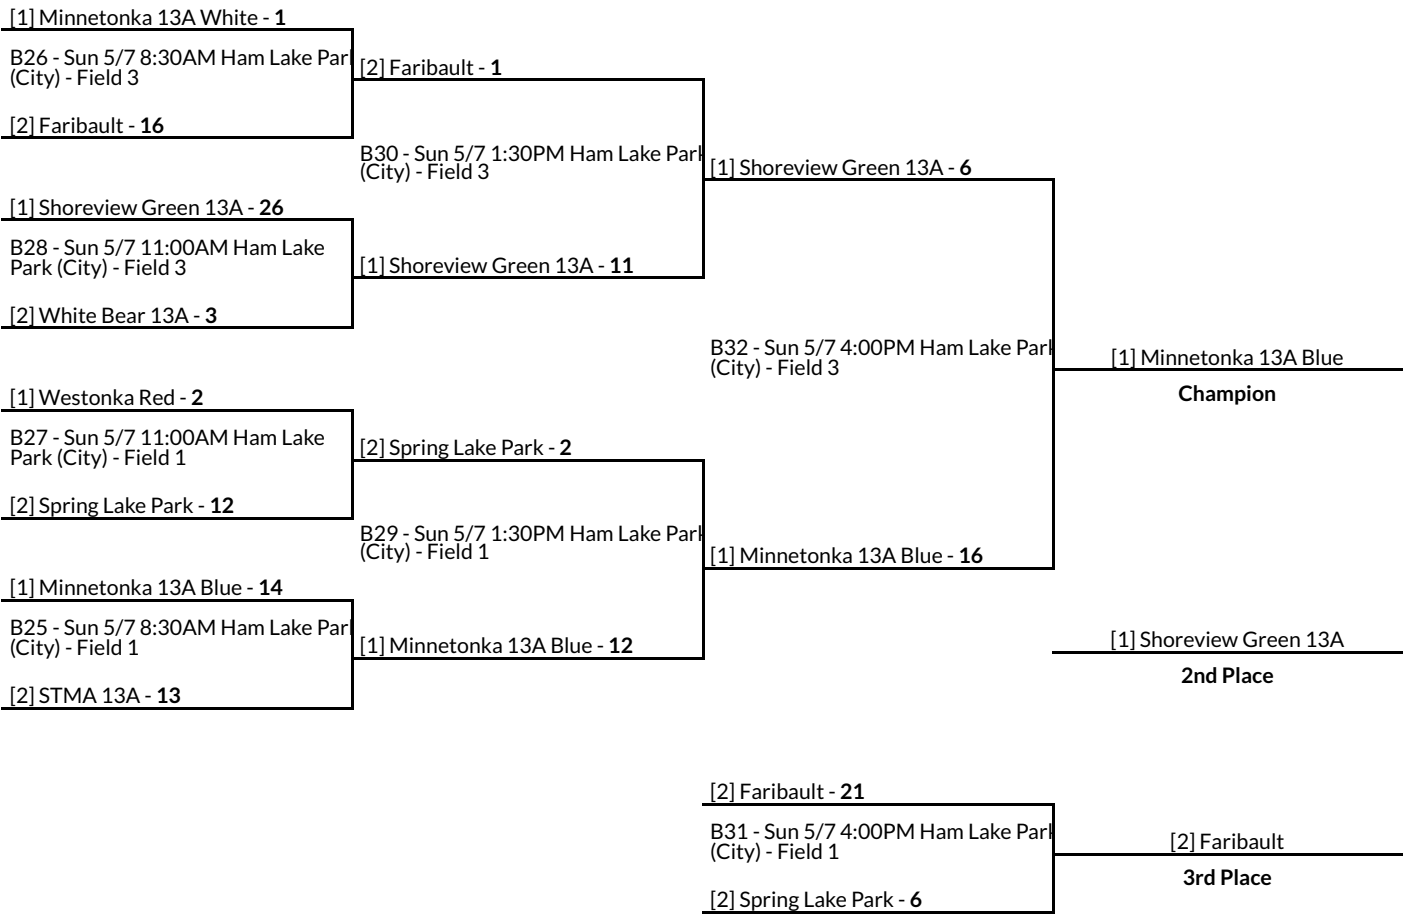 [1] Minnetonka 13A White - 1
B26 - Sun 5/7 8:30AM Ham Lake Park
(City) - Field 3
[2] Faribault - 16
[1] Shoreview Green 13A - 26
B28 - Sun 5/7 11:00AM Ham Lake
Park (City) - Field 3
[2] White Bear 13A - 3
[1] Westonka Red - 2
B27 - Sun 5/7 11:00AM Ham Lake
Park (City) - Field 1
[2] Spring Lake Park - 12
[1] Minnetonka 13A Blue - 14
B25 - Sun 5/7 8:30AM Ham Lake Park
(City) - Field 1
[2] STMA 13A - 13
[2] Faribault - 1
B30 - Sun 5/7 1:30PM Ham Lake Park
(City) - Field 3
[1] Shoreview Green 13A - 11
[2] Spring Lake Park - 2
B29 - Sun 5/7 1:30PM Ham Lake Park
(City) - Field 1
[1] Minnetonka 13A Blue - 12
[1] Shoreview Green 13A - 6
B32 - Sun 5/7 4:00PM Ham Lake Park
(City) - Field 3
[1] Minnetonka 13A Blue - 16
[1] Minnetonka 13A Blue
Champion
[1] Shoreview Green 13A
2nd Place
[2] Faribault - 21
B31 - Sun 5/7 4:00PM Ham Lake Park
(City) - Field 1
[2] Spring Lake Park - 6
[2] Faribault
3rd Place